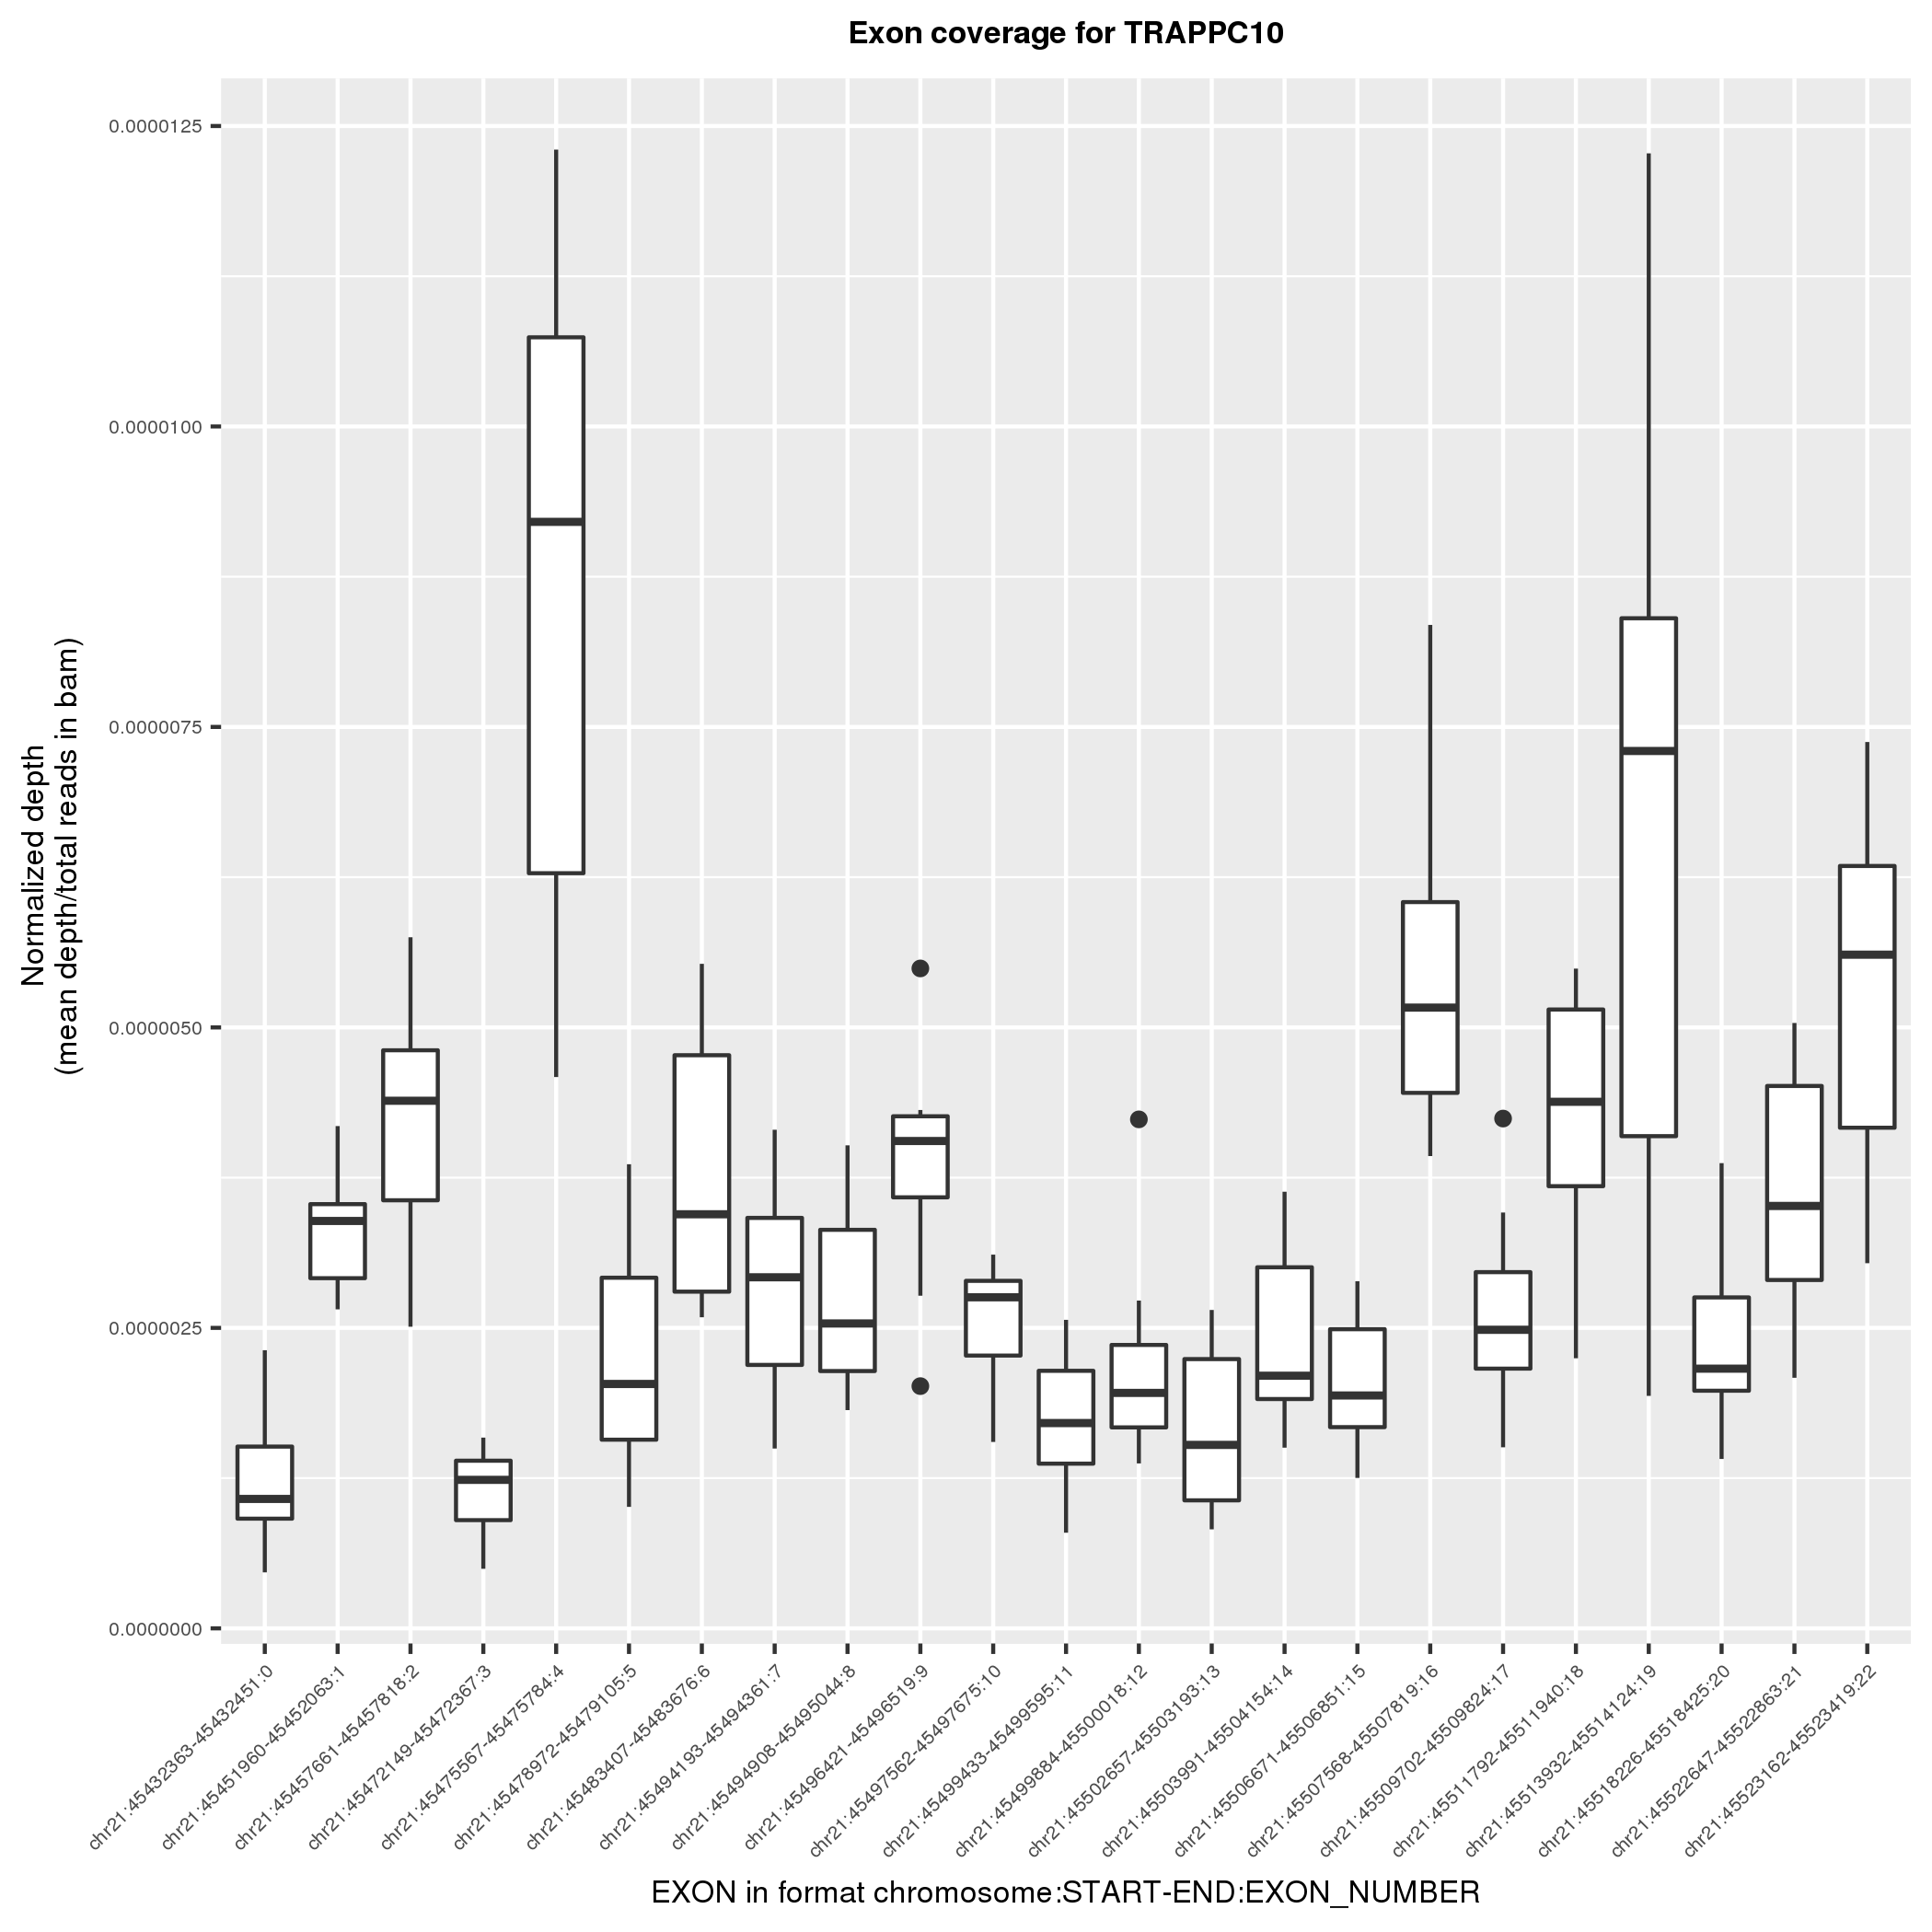 Exon coverage for TRAPPC10
Normalized depth
(mean depth/total reads in bam)
0.0000125
0.0000100
0.0000075
0.0000050
0.0000025
0.0000000
chr21:45432363-45432451:0
chr21:45451960-45452063:1
chr21:45457661-45457818:2
chr21:45472149-45472367:3
chr21:45475567-45475784:4
chr21:45478972-45479105:5
chr21:45483407-45483676:6
chr21:45494193-45494361:7
chr21:45494908-45495044:8
chr21:45496421-45496519:9
chr21:45497562-45497675:10
chr21:45499433-45499595:11
chr21:45499884-45500018:12
chr21:45502657-45503193:13
chr21:45503991-45504154:14
chr21:45506671-45506851:15
chr21:45507568-45507819:16
chr21:45509702-45509824:17
chr21:45511792-45511940:18
chr21:45513932-45514124:19
chr21:45518226-45518425:20
chr21:45522647-45522863:21
chr21:45523162-45523419:22
EXON in format chromosome:START-END:EXON_NUMBER